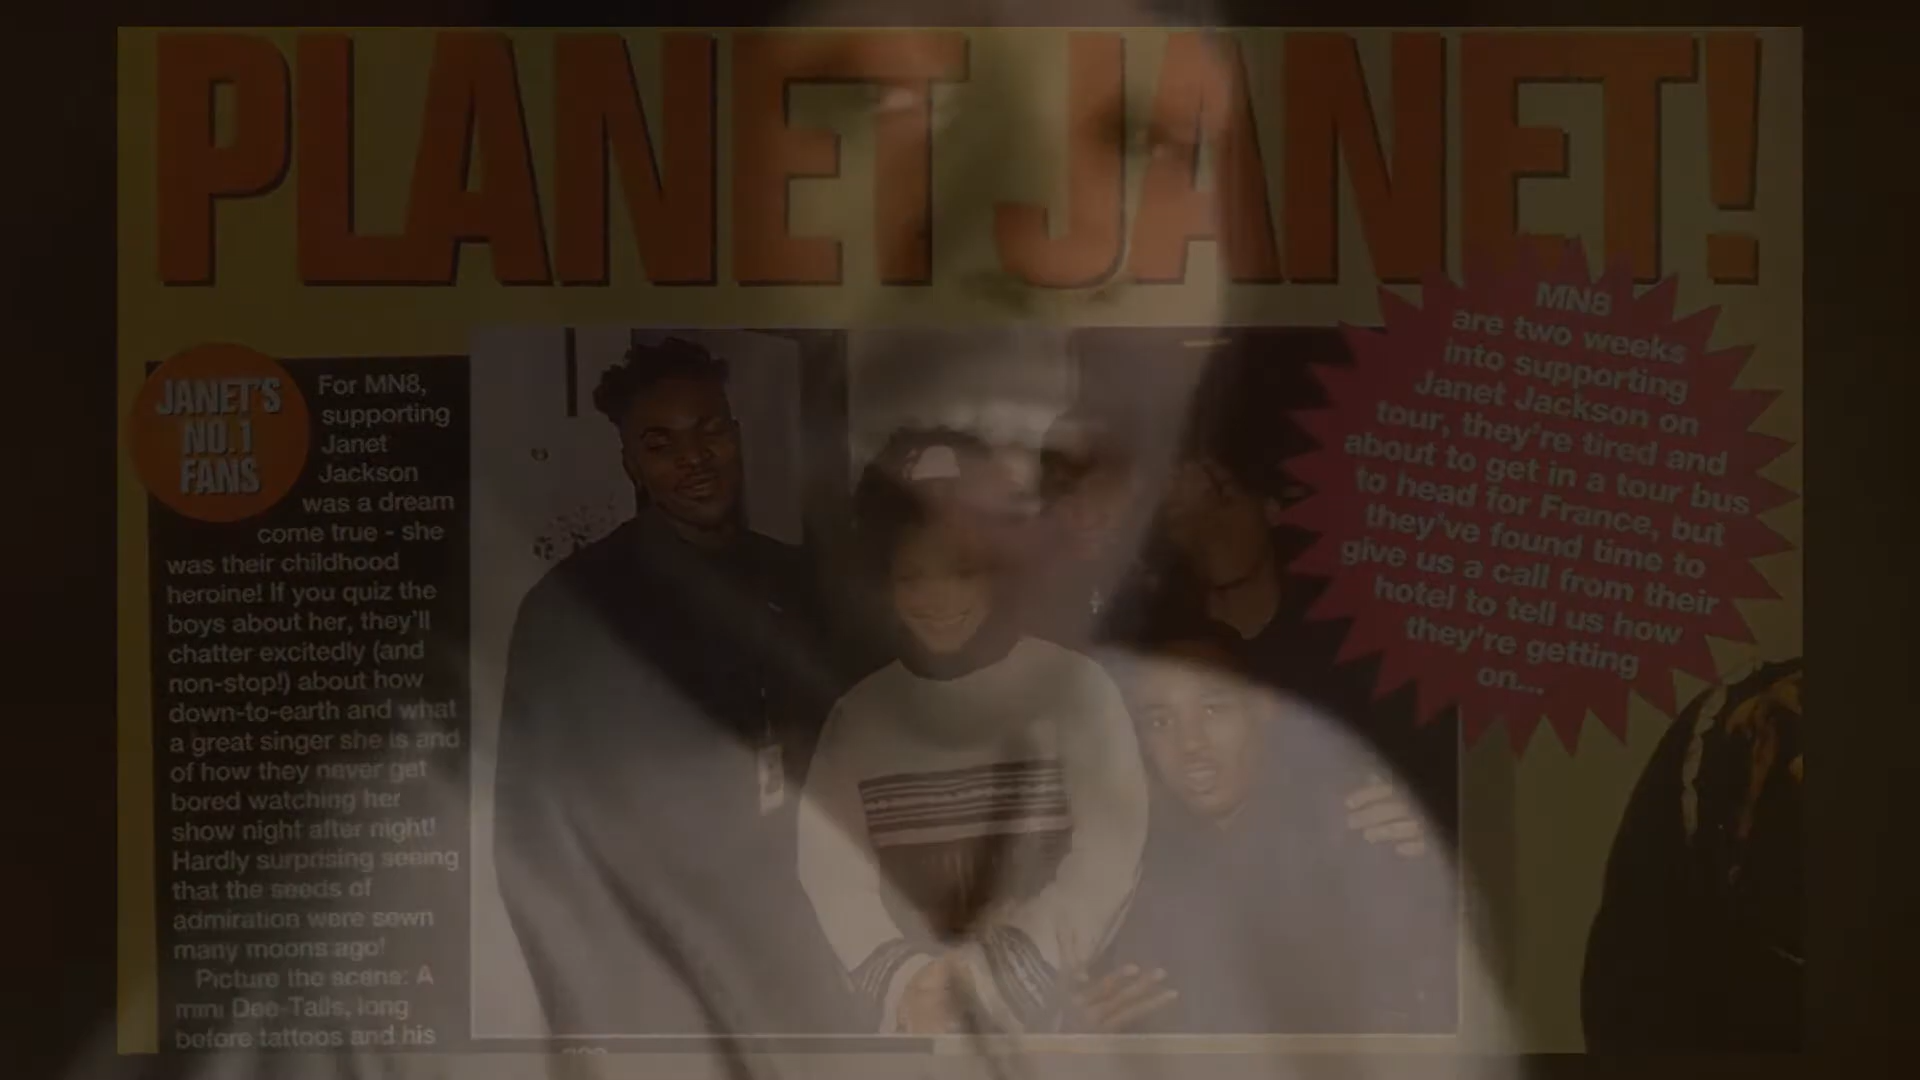 PLANET JANET!
JANET'S
NO.1
FANS
For MN8,
supporting
Janet
Jackson
was a dream
come true - she
was their childhood
heroine! If you quiz the
boys about her, they'll
chatter excitedly (and
non-stop!) about how
down-to-earth and what
a great singer she is and
of how they never get
bored watching her
show night after night!
Hardly surprising seeing
that the seeds of
admiration were sown
many moons ago!
Picture the scene: A
mini Dee-Tails, long
before tattoos and his
MN8
are two weeks
into supporting
Janet Jackson on
tour, they're tired and
about to get in a tour bus
to head for France, but
they've found time to
give us a call from their
hotel to tell us how
they're getting
on...